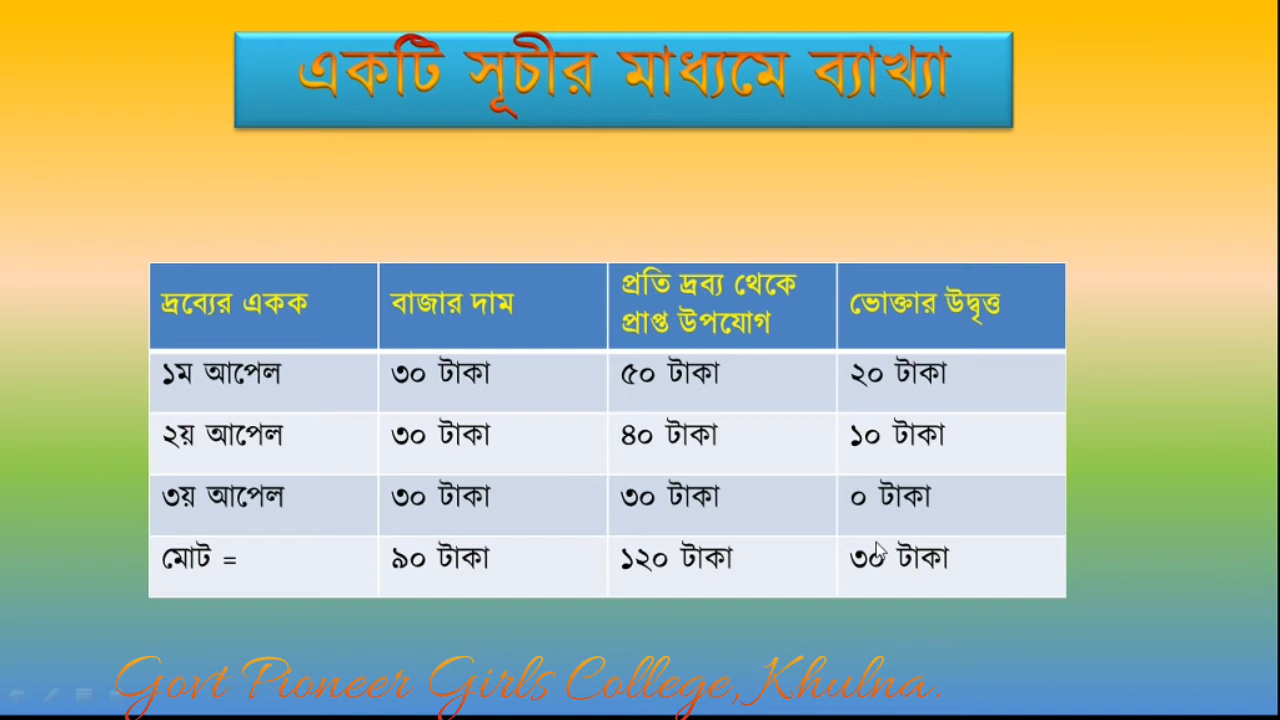 একটি সূচীর মাধ্যমে ব্যাখ্যা
দ্রব্যের একক বাজার দাম প্রতি দ্রব্য থেকে প্রাপ্ত উপযোগ ভোক্তার উদ্বৃত্ত
১ম আপেল ৩০ টাকা ৫০ টাকা ২০ টাকা
২য় আপেল ৩০ টাকা ৪০ টাকা ১০ টাকা
৩য় আপেল ৩০ টাকা ৩০ টাকা ০ টাকা
মোট = ৯০ টাকা ১২০ টাকা ৩০ টাকা
Govt Pioneer Girls College, Khulna.